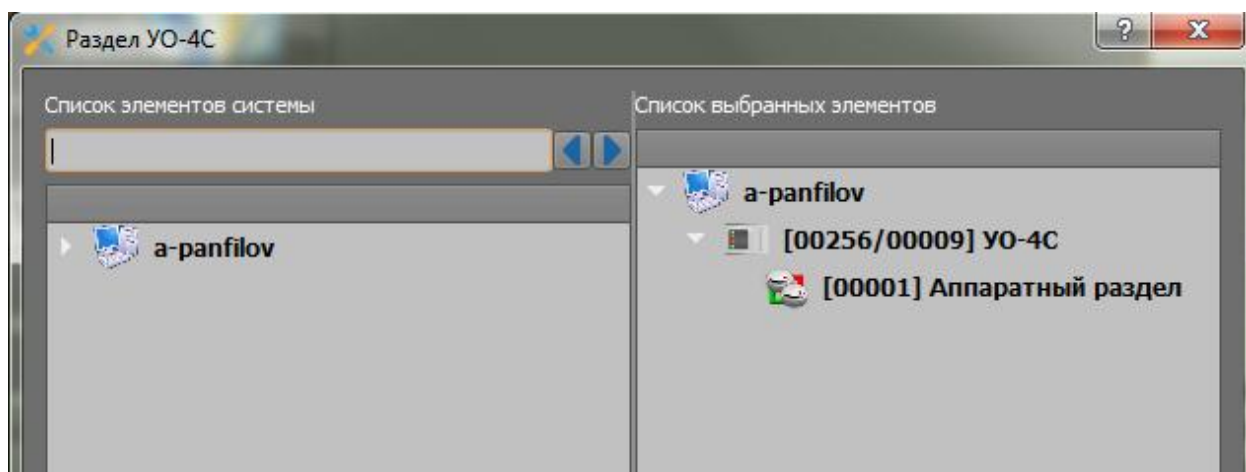 Раздел УО-4С
Список элементов системы
a-panfilov
Список выбранных элементов
a-panfilov
[00256/00009] УО-4С
[00001] Аппаратный раздел